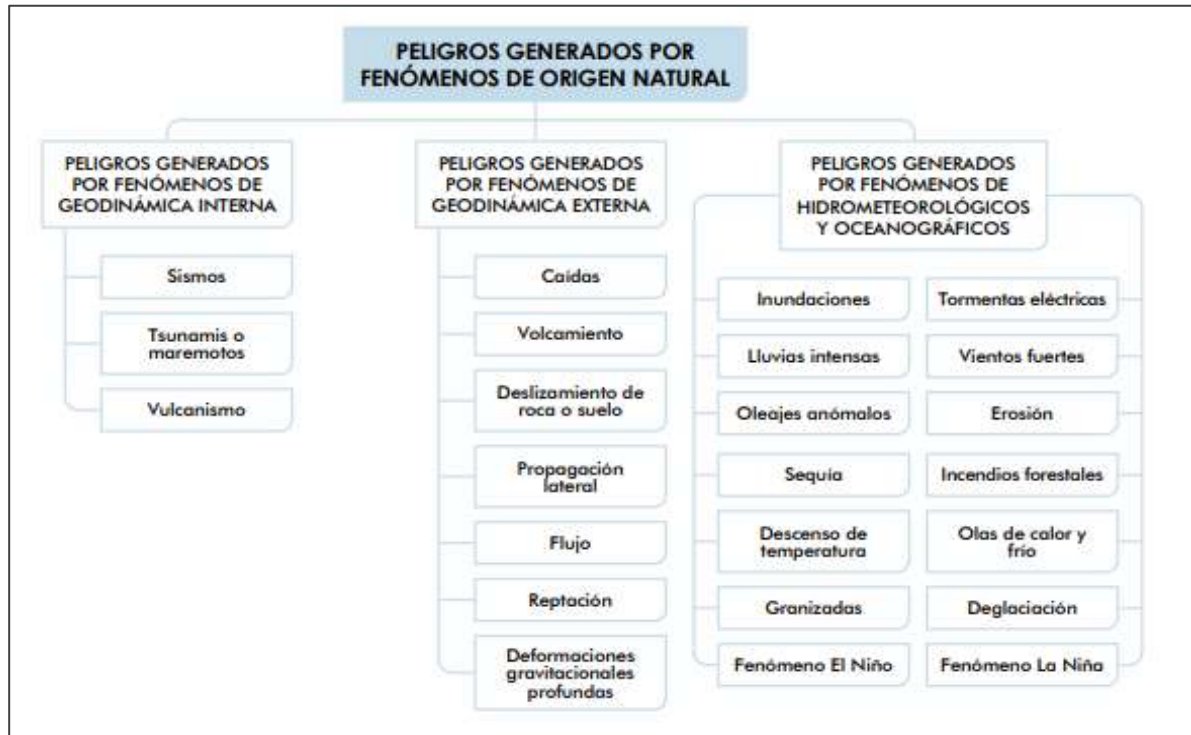 PELIGROS GENERADOS POR
FENÓMENOS DE ORIGEN NATURAL
PELIGROS GENERADOS
POR FENÓMENOS DE
GEODINÁMICA INTERNA
Sismos
Tsunamis o
maremotos
Vulcanismo
PELIGROS GENERADOS
POR FENÓMENOS DE
GEODINÁMICA EXTERNA
Caídas
Volcamiento
Deslizamiento de
roca o suelo
Propagación
lateral
Flujo
Reptación
Deformaciones
gravitacionales
profundas
PELIGROS GENERADOS
POR FENÓMENOS DE
HIDROMETEOROLÓGICOS
Y OCEANOGRÁFICOS
Inundaciones
Lluvias intensas
Oleajes anómalos
Sequía
Descenso de
temperatura
Granizadas
Fenómeno El Niño
Tormentas eléctricas
Vientos fuertes
Erosión
Incendios forestales
Olas de calor y
frío
Deglaciación
Fenómeno La Niña